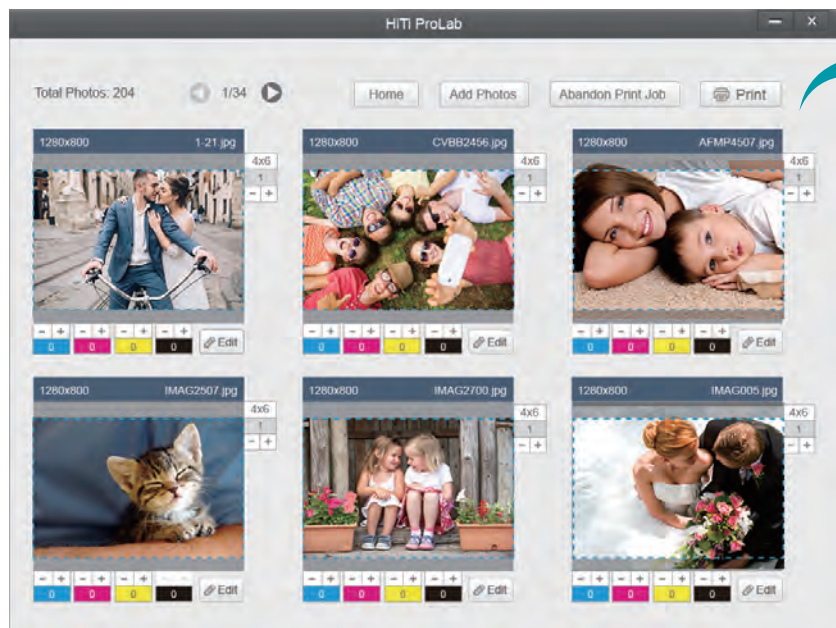 HiTi ProLab
Total Photos: 204
1/34
Home
Add Photos
Abandon Print Job
Print
1280x800 1-21.jpg
4x6
1
- +
- + - + - + - +
0 0 0 0
Edit
1280x800 CVBB2456.jpg
4x6
1
- +
- + - + - + - +
0 0 0 0
Edit
1280x800 AFMP4507.jpg
4x6
1
- +
- + - + - + - +
0 0 0 0
Edit
1280x800 IMAG2507.jpg
4x6
1
- +
- + - + - + - +
0 0 0 0
Edit
1280x800 IMAG2700.jpg
4x6
1
- +
- + - + - + - +
0 0 0 0
Edit
1280x800 IMAG005.jpg
4x6
1
- +
- + - + - + - +
0 0 0 0
Edit